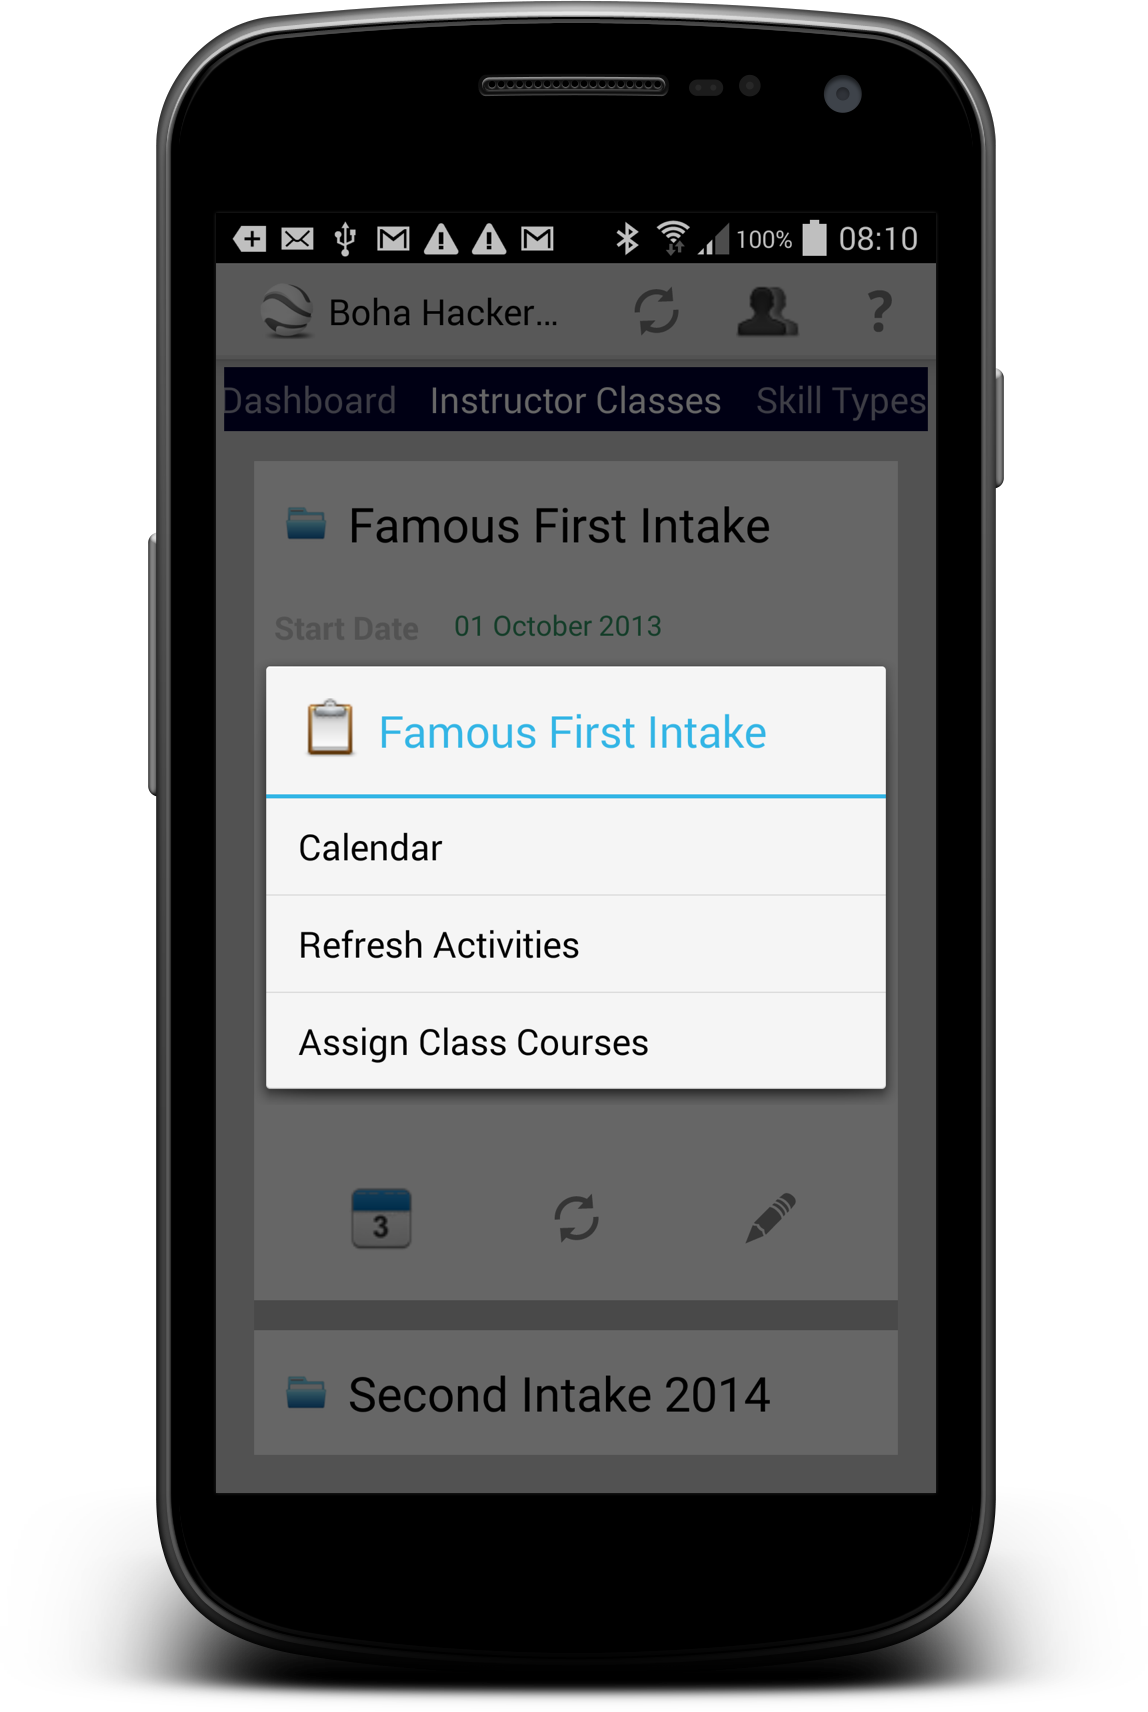 100% 08:10
Boha Hacker... ?
Dashboard Instructor Classes Skill Types
Famous First Intake
Start Date 01 October 2013
Famous First Intake
Calendar
Refresh Activities
Assign Class Courses
3
Second Intake 2014